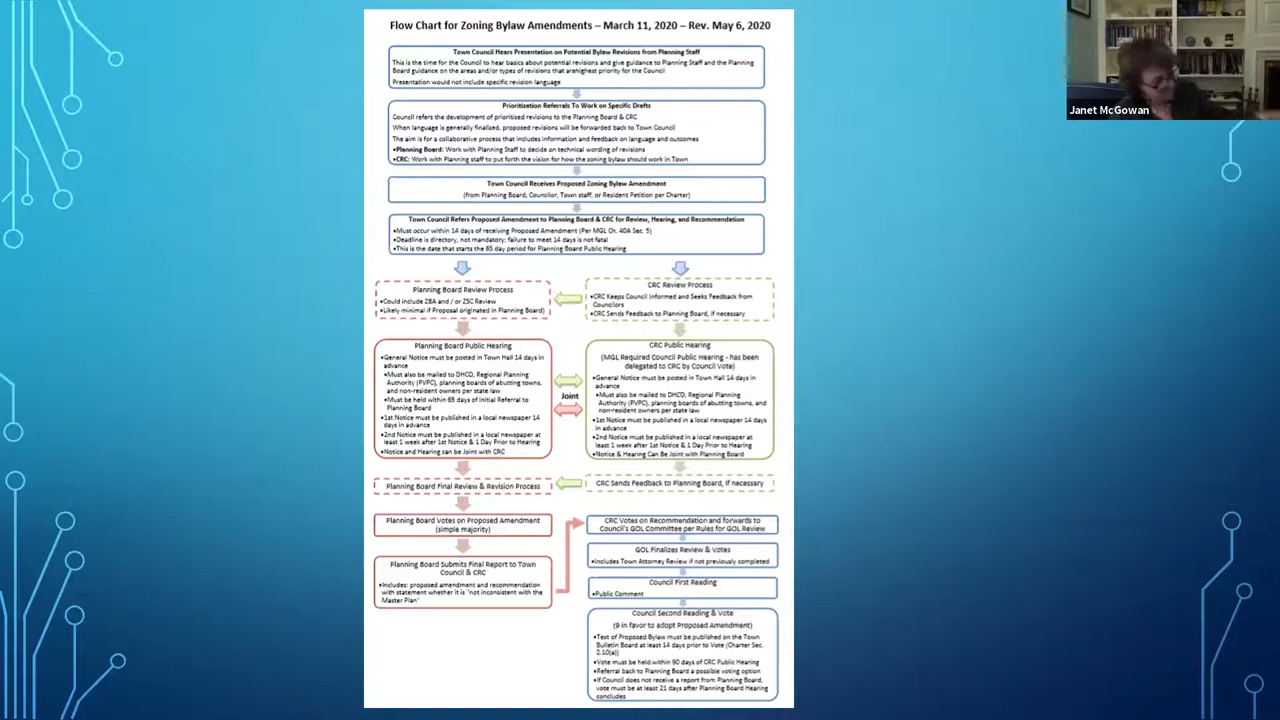 Flow Chart for Zoning Bylaw Amendments – March 11, 2020 – Rev. May 6, 2020
Town Council Hears Presentation on Potential Bylaw Revisions from Planning Staff
This is the time for the Council to hear basics about potential revisions and give guidance to Planning Staff and the Planning
Board guidance on the areas and/or types of revisions that arehighest priority for the Council
Presentation would not include specific revision language
Prioritization Referrals To Work on Specific Drafts
Council refers the development of prioritized revisions to the Planning Board & CRC
When language is generally finalized, proposed revisions will be forwarded back to Town Council
The aim is for a collaborative process that includes information and feedback on language and outcomes
•Planning Board: Work with Planning Staff to decide on technical wording of revisions
•CRC: Work with Planning staff to put forth the vision for how the zoning bylaw should work in Town
Town Council Receives Proposed Zoning Bylaw Amendment
(from Planning Board, Councilor, Town staff, or Resident Petition per Charter)
Town Council Refers Proposed Amendment to Planning Board & CRC for Review, Hearing, and Recommendation
•Must occur within 14 days of receiving Proposed Amendment (Per MGL Ch. 40A Sec. 5)
•Deadline is directory, not mandatory; failure to meet 14 days is not fatal
•This is the date that starts the 65 day period for Planning Board Public Hearing
Planning Board Review Process
•Could include ZBA and / or ZSC Review
•Likely minimal if Proposal originated in Planning Board)
CRC Review Process
•CRC Keeps Council Informed and Seeks Feedback from
Councilors
•CRC Sends Feedback to Planning Board, if necessary
Planning Board Public Hearing
•General Notice must be posted in Town Hall 14 days in
advance
•Must also be mailed to DHCD, Regional Planning
Authority (PVPC), planning boards of abutting towns,
and non-resident owners per state law
•Must be held within 65 days of Initial Referral to
Planning Board
•1st Notice must be published in a local newspaper 14
days in advance
•2nd Notice must be published in a local newspaper at
least 1 week after 1st Notice & 1 Day Prior to Hearing
•Notice and Hearing can be Joint with CRC
Joint
CRC Public Hearing
(MGL Required Council Public Hearing - has been
delegated to CRC by Council Vote)
•General Notice must be posted in Town Hall 14 days in
advance
•Must also be mailed to DHCD, Regional Planning
Authority (PVPC), planning boards of abutting towns,
and non-resident owners per state law
•1st Notice must be published in a local newspaper 14 days
in advance
•2nd Notice must be published in a local newspaper at
least 1 week after 1st Notice & 1 Day Prior to Hearing
•Notice & Hearing Can Be Joint with Planning Board
Planning Board Final Review & Revision Process
CRC Sends Feedback to Planning Board, if necessary
Planning Board Votes on Proposed Amendment
(simple majority)
Planning Board Submits Final Report to Town
Council & CRC
•Includes: proposed amendment and recommendation
with statement whether it is "not inconsistent with the
Master Plan"
CRC Votes on Recommendation and forwards to
Council's GOL Committee per Rules for GOL Review
GOL Finalizes Review & Votes
•Includes Town Attorney Review if not previously completed
Council First Reading
•Public Comment
Council Second Reading & Vote
(9 in favor to adopt Proposed Amendment)
•Text of Proposed Bylaw must be published on the Town
Bulletin Board at least 14 days prior to Vote (Charter Sec.
2.10(a))
•Vote must be held within 90 days of CRC Public Hearing
•Referral back to Planning Board a possible voting option
•If Council does not receive a report from Planning Board,
vote must be at least 21 days after Planning Board Hearing
concludes
Janet McGowan